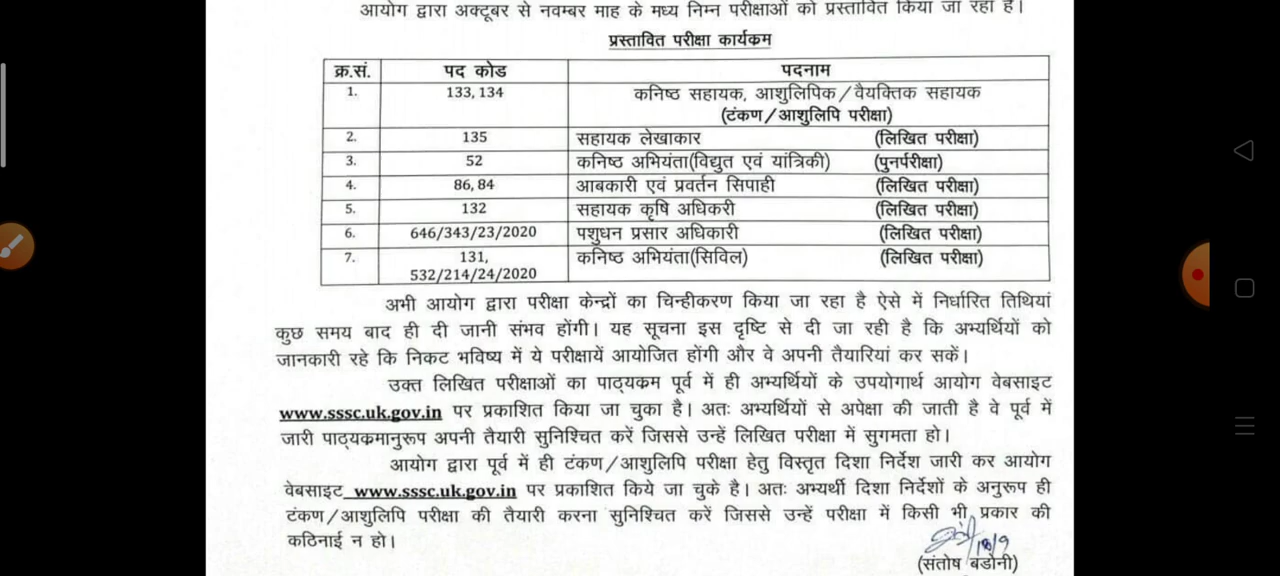 आयोग द्वारा अक्टूबर से नवम्बर माह के मध्य निम्न परीक्षाओं को प्रस्तावित किया जा रहा है।
प्रस्तावित परीक्षा कार्यकम
क्र.सं. पद कोड पदनाम
1. 133, 134 कनिष्ठ सहायक, आशुलिपिक/वैयक्तिक सहायक
(टंकण/आशुलिपि परीक्षा)
2. 135 सहायक लेखाकार (लिखित परीक्षा)
3. 52 कनिष्ठ अभियंता(विद्युत एवं यांत्रिकी) (पुनर्परीक्षा)
4. 86, 84 आबकारी एवं प्रवर्तन सिपाही (लिखित परीक्षा)
5. 132 सहायक कृषि अधिकरी (लिखित परीक्षा)
6. 646/343/23/2020 पशुधन प्रसार अधिकारी (लिखित परीक्षा)
7. 131, कनिष्ठ अभियंता(सिविल) (लिखित परीक्षा)
532/214/24/2020
अभी आयोग द्वारा परीक्षा केन्द्रों का चिन्हीकरण किया जा रहा है ऐसे में निर्धारित तिथियां
कुछ समय बाद ही दी जानी संभव होंगी। यह सूचना इस दृष्टि से दी जा रही है कि अभ्यर्थियों को
जानकारी रहे कि निकट भविष्य में ये परीक्षायें आयोजित होंगी और वे अपनी तैयारियां कर सकें।
उक्त लिखित परीक्षाओं का पाठ्यकम पूर्व में ही अभ्यर्थियों के उपयोगार्थ आयोग वेबसाइट
www.sssc.uk.gov.in पर प्रकाशित किया जा चुका है। अतः अभ्यर्थियों से अपेक्षा की जाती है वे पूर्व में
जारी पाठ्यकमानुरूप अपनी तैयारी सुनिश्चित करें जिससे उन्हें लिखित परीक्षा में सुगमता हो।
आयोग द्वारा पूर्व में ही टंकण/आशुलिपि परीक्षा हेतु विस्तृत दिशा निर्देश जारी कर आयोग
वेबसाइट www.sssc.uk.gov.in पर प्रकाशित किये जा चुके है। अतः अभ्यर्थी दिशा निर्देशों के अनुरूप ही
टंकण/आशुलिपि परीक्षा की तैयारी करना सुनिश्चित करें जिससे उन्हें परीक्षा में किसी भी प्रकार की
कठिनाई न हो।
18/9
(संतोष बडोनी)